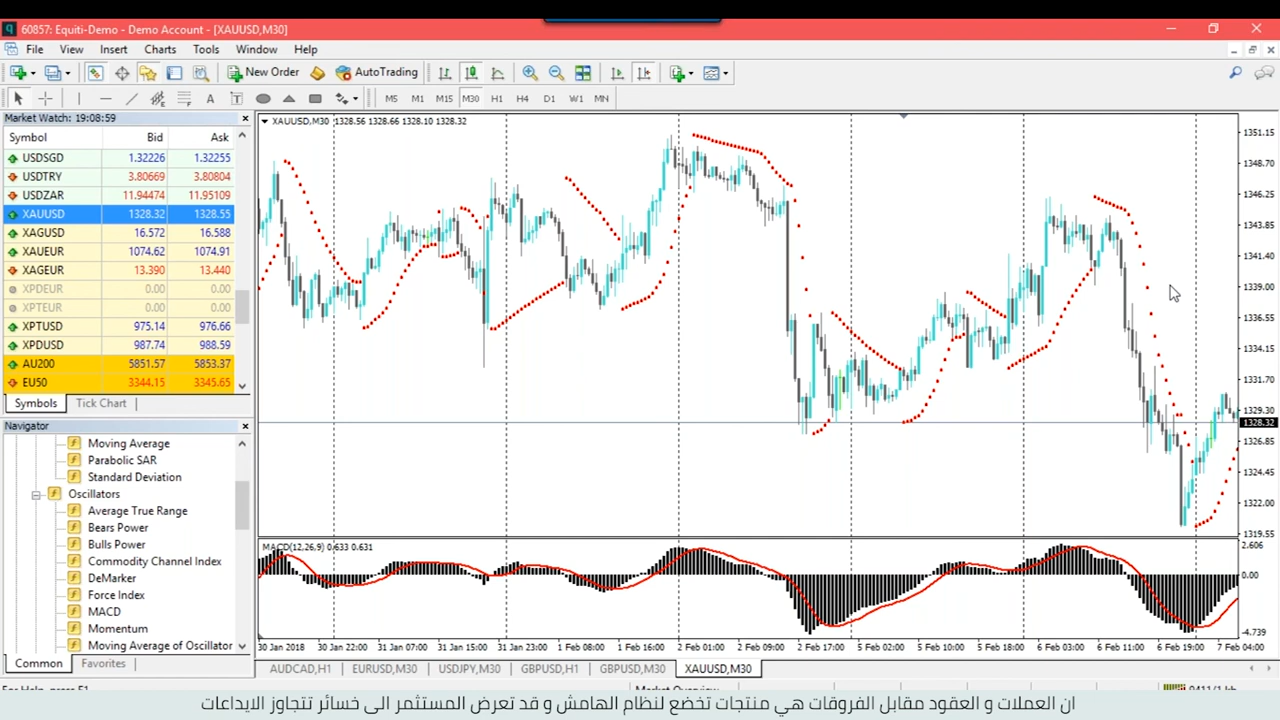 60857: Equiti-Demo - Demo Account - [XAUUSD,M30]
File View Insert Charts Tools Window Help
New Order AutoTrading
M5 M1 M15 M30 H1 H4 D1 W1 MN
Market Watch: 19:08:59
Symbol Bid Ask
USDSGD 1.32226 1.32255
USDTRY 3.80669 3.80804
USDZAR 11.94474 11.95109
XAUUSD 1328.32 1328.55
XAGUSD 16.572 16.588
XAUEUR 1074.62 1074.91
XAGEUR 13.390 13.440
XPDEUR 0.00 0.00
XPTEUR 0.00 0.00
XPTUSD 975.14 976.66
XPDUSD 987.74 988.59
AU200 5851.57 5853.37
EU50 3344.15 3345.65
Symbols Tick Chart
Navigator
Moving Average
Parabolic SAR
Standard Deviation
Oscillators
Average True Range
Bears Power
Bulls Power
Commodity Channel Index
DeMarker
Force Index
MACD
Momentum
Moving Average of Oscillator
Common Favorites
XAUUSD,M30 1328.56 1328.66 1328.10 1328.32
1351.15
1348.70
1346.25
1343.85
1341.40
1339.00
1336.55
1334.15
1331.70
1329.30
1328.32
1326.85
1324.45
1322.00
1319.55
MACD(12,26,9) 0.633 0.631
2.606
0.00
-4.739
30 Jan 2018 30 Jan 22:00 31 Jan 07:00 31 Jan 15:00 31 Jan 23:00 1 Feb 08:00 1 Feb 16:00 2 Feb 01:00 2 Feb 09:00 2 Feb 17:00 5 Feb 02:00 5 Feb 10:00 5 Feb 18:00 6 Feb 03:00 6 Feb 11:00 6 Feb 19:00 7 Feb 04:00
AUDCAD,H1 EURUSD,M30 USDJPY,M30 GBPUSD,H1 GBPUSD,M30 XAUUSD,M30
For Help, press F1 Market Overview 9411/1 kb
ان العملات و العقود مقابل الفروقات هي منتجات تخضع لنظام الهامش و قد تعرض المستثمر الى خسائر تتجاوز الايداعات